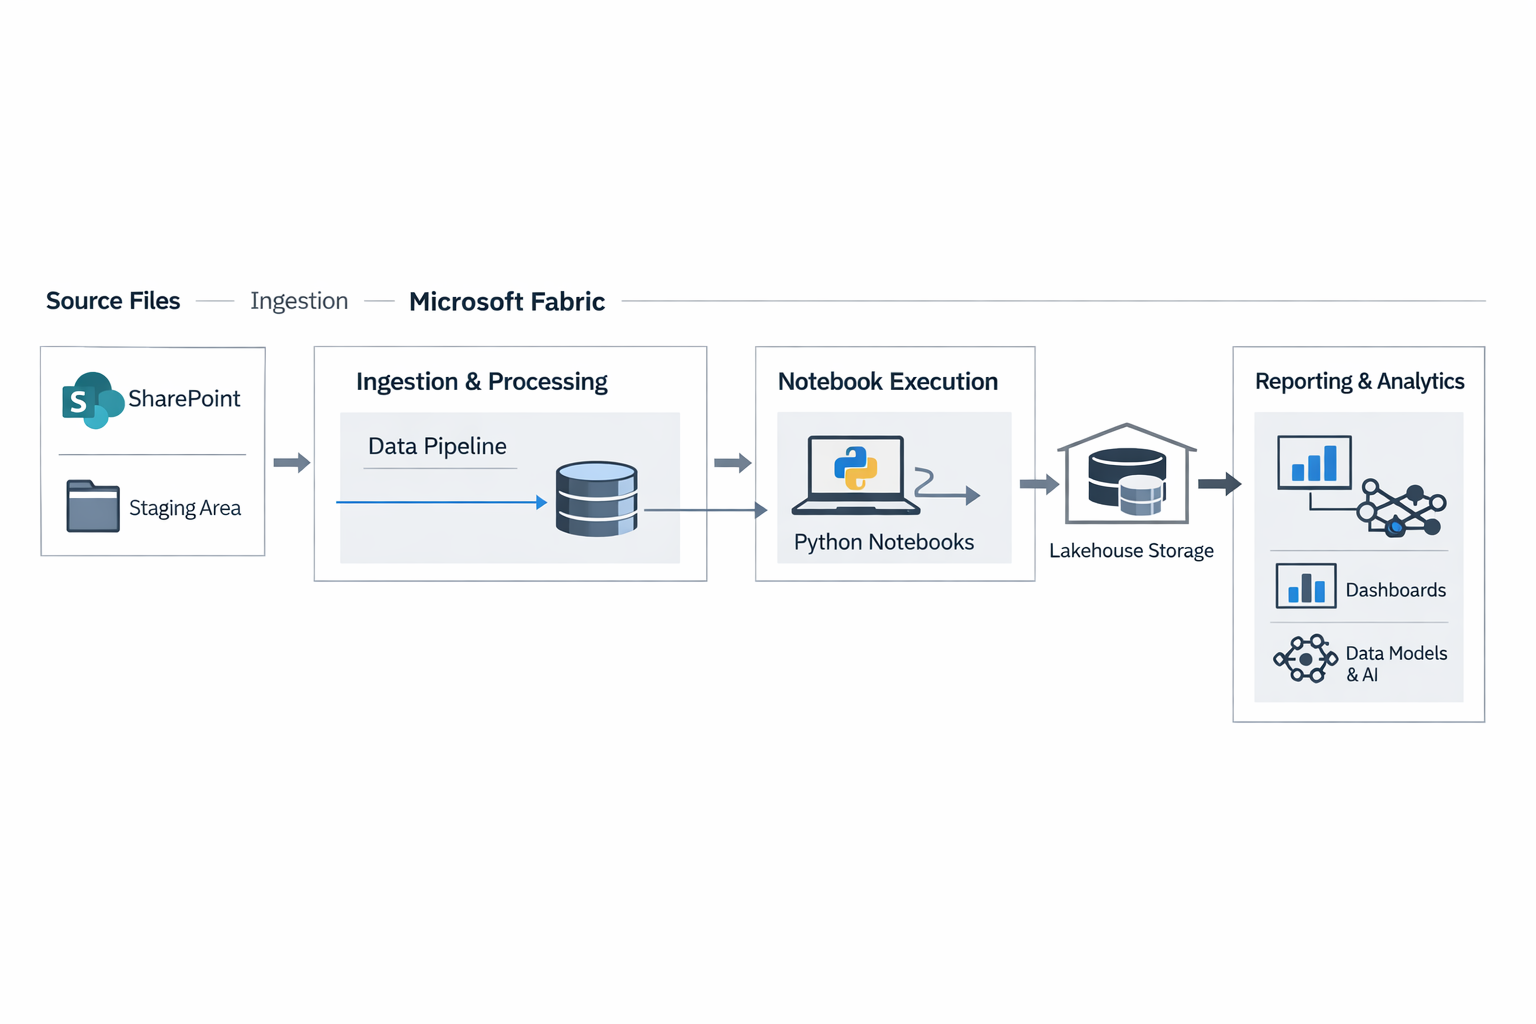 Source Files
Ingestion
Microsoft Fabric
S
SharePoint
Staging Area
Ingestion & Processing
Data Pipeline
Notebook Execution
Python Notebooks
Lakehouse Storage
Reporting & Analytics
Dashboards
Data Models
& AI